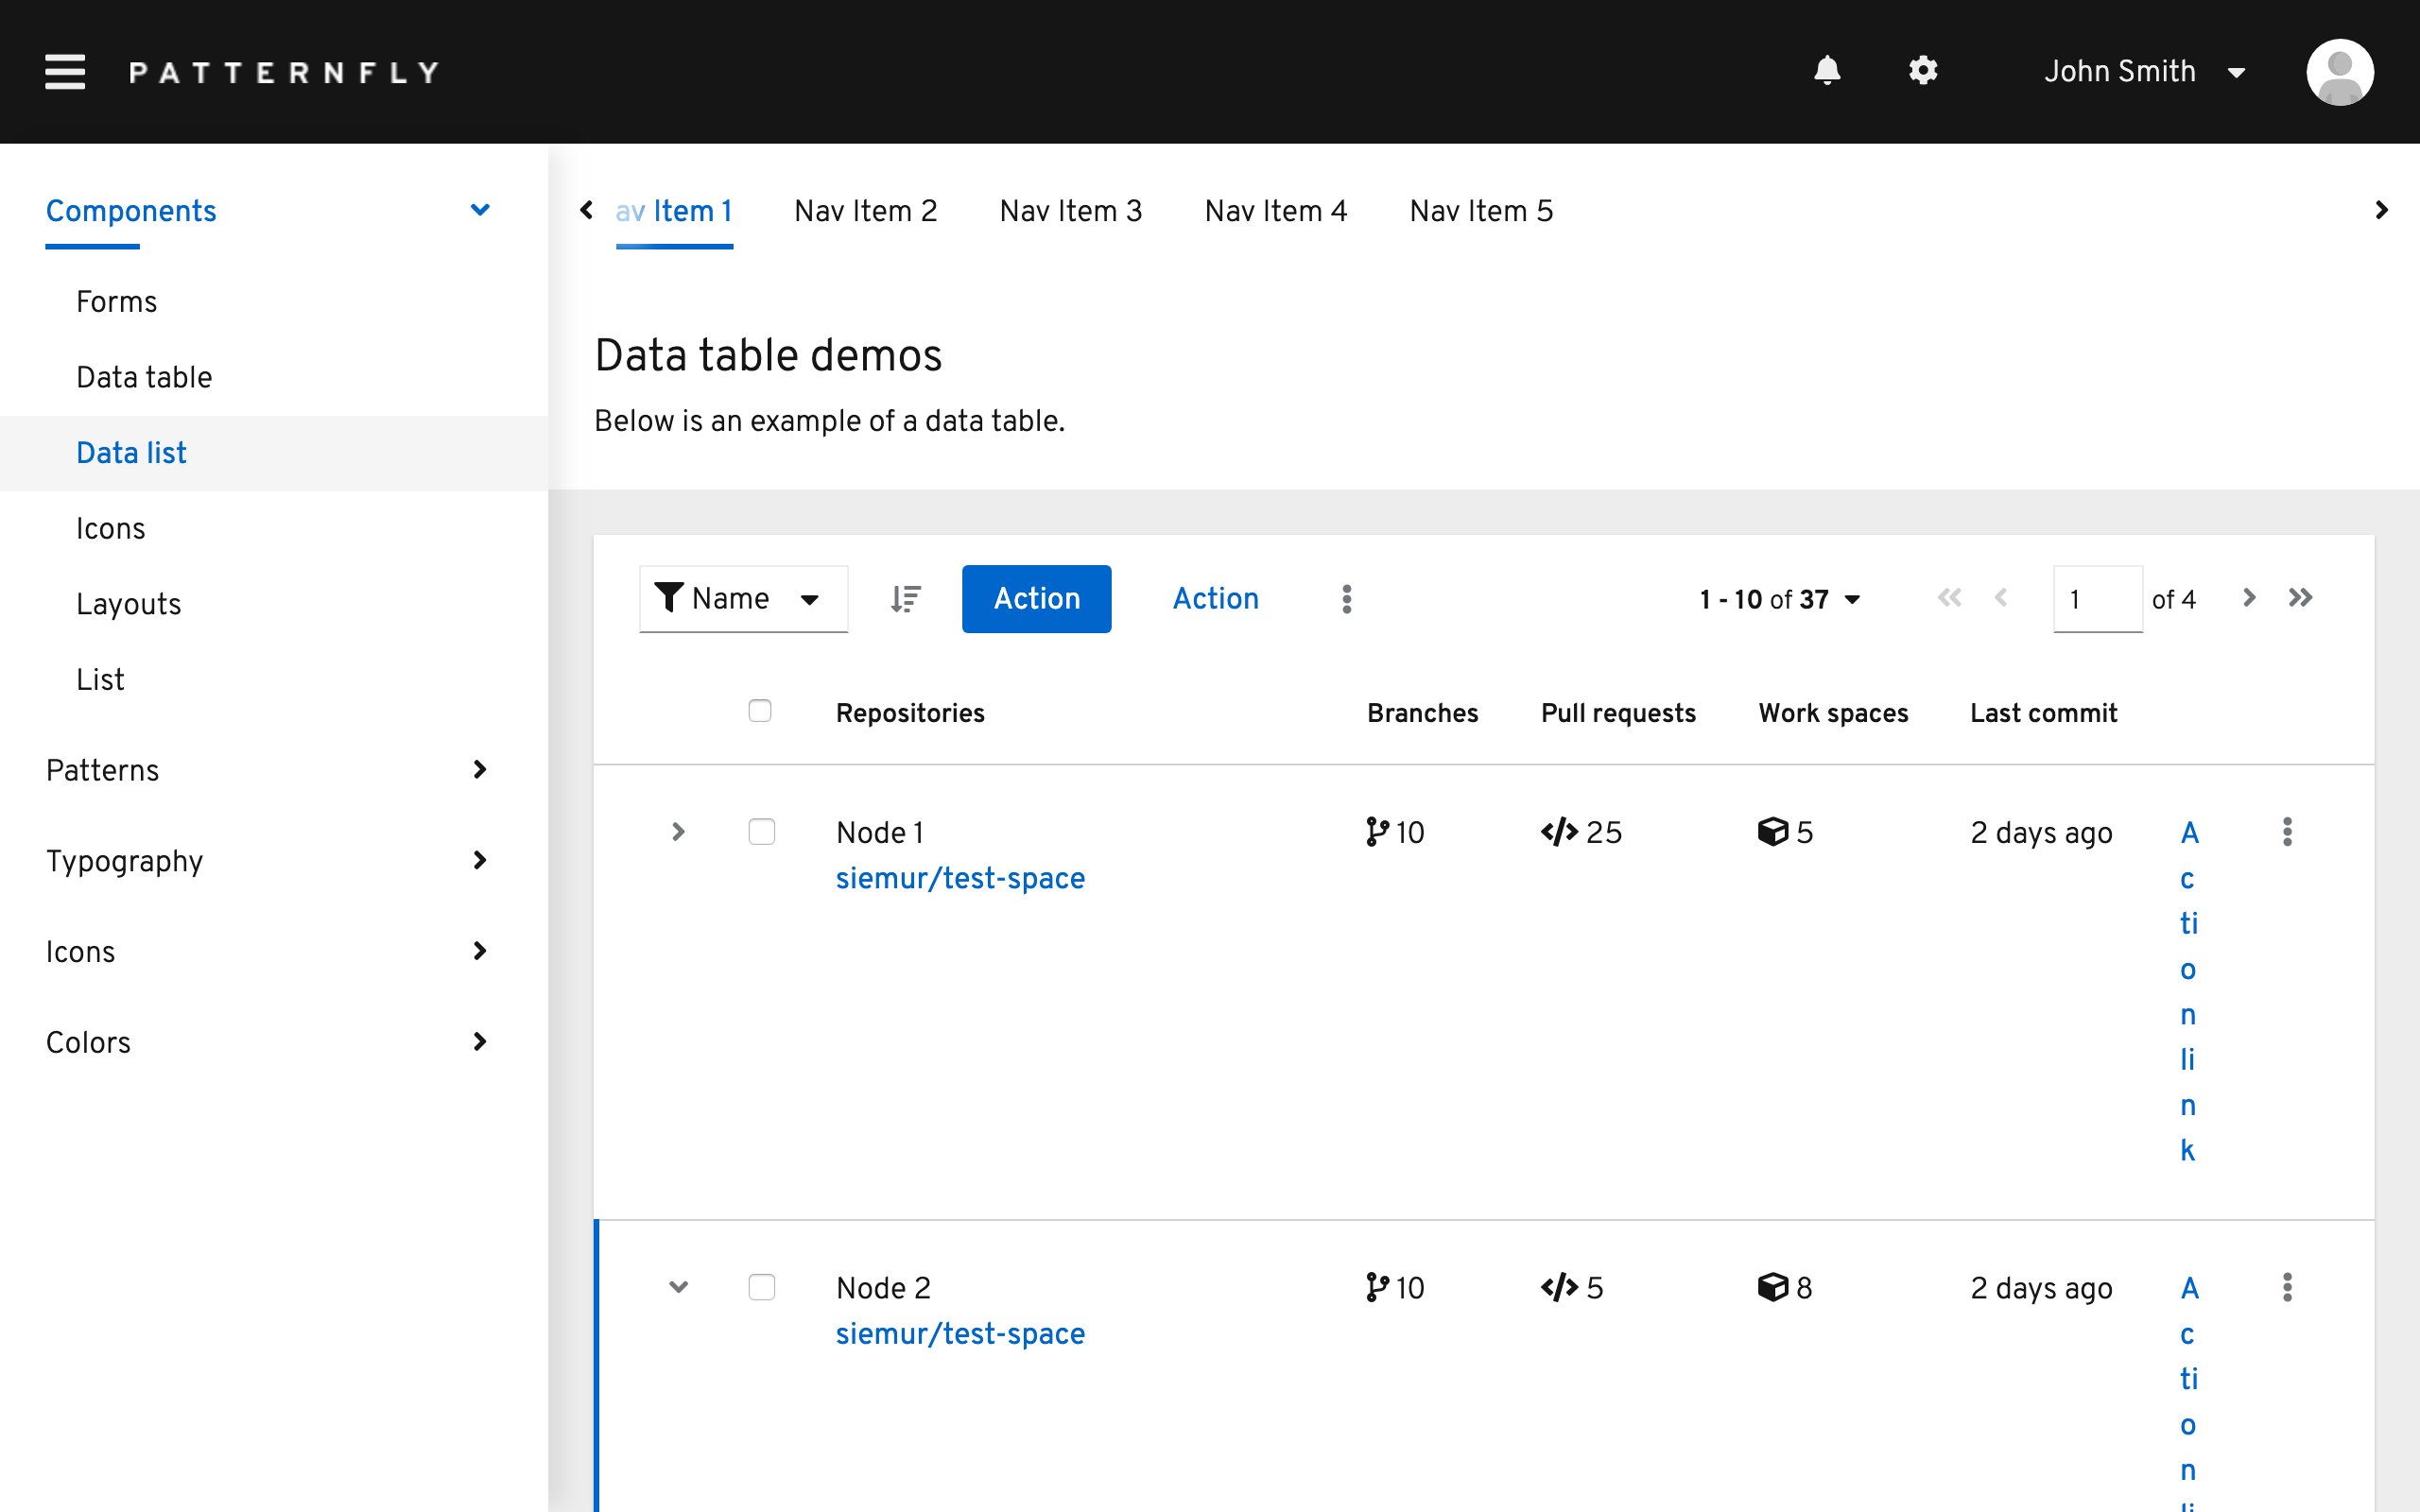 PATTERNFLY
John Smith
Components
Forms
Data table
Data list
Icons
Layouts
List
Patterns
Typography
Icons
Colors
av Item 1 Nav Item 2 Nav Item 3 Nav Item 4 Nav Item 5
Data table demos
Below is an example of a data table.
Name Action Action 1 - 10 of 37 1 of 4
Repositories Branches Pull requests Work spaces Last commit
Node 1 10 25 5 2 days ago
siemur/test-space
A
c
ti
o
n
li
n
k
Node 2 10 5 8 2 days ago
siemur/test-space
A
c
ti
o
n
li